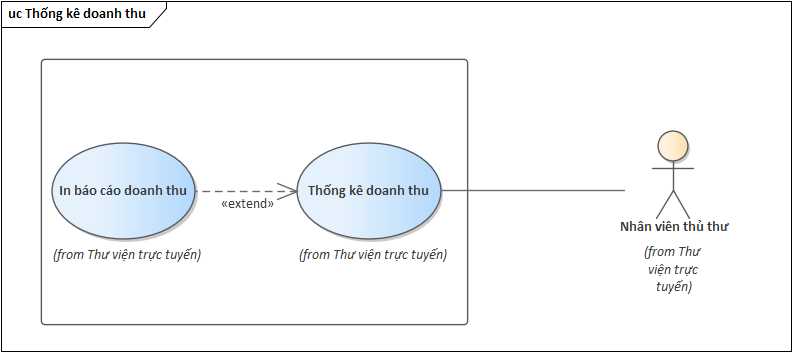 uc Thống kê doanh thu
In báo cáo doanh thu
«extend»
Thống kê doanh thu
(from Thư viện trực tuyến)
(from Thư viện trực tuyến)
Nhân viên thủ thư
(from Thư
viện trực
tuyến)